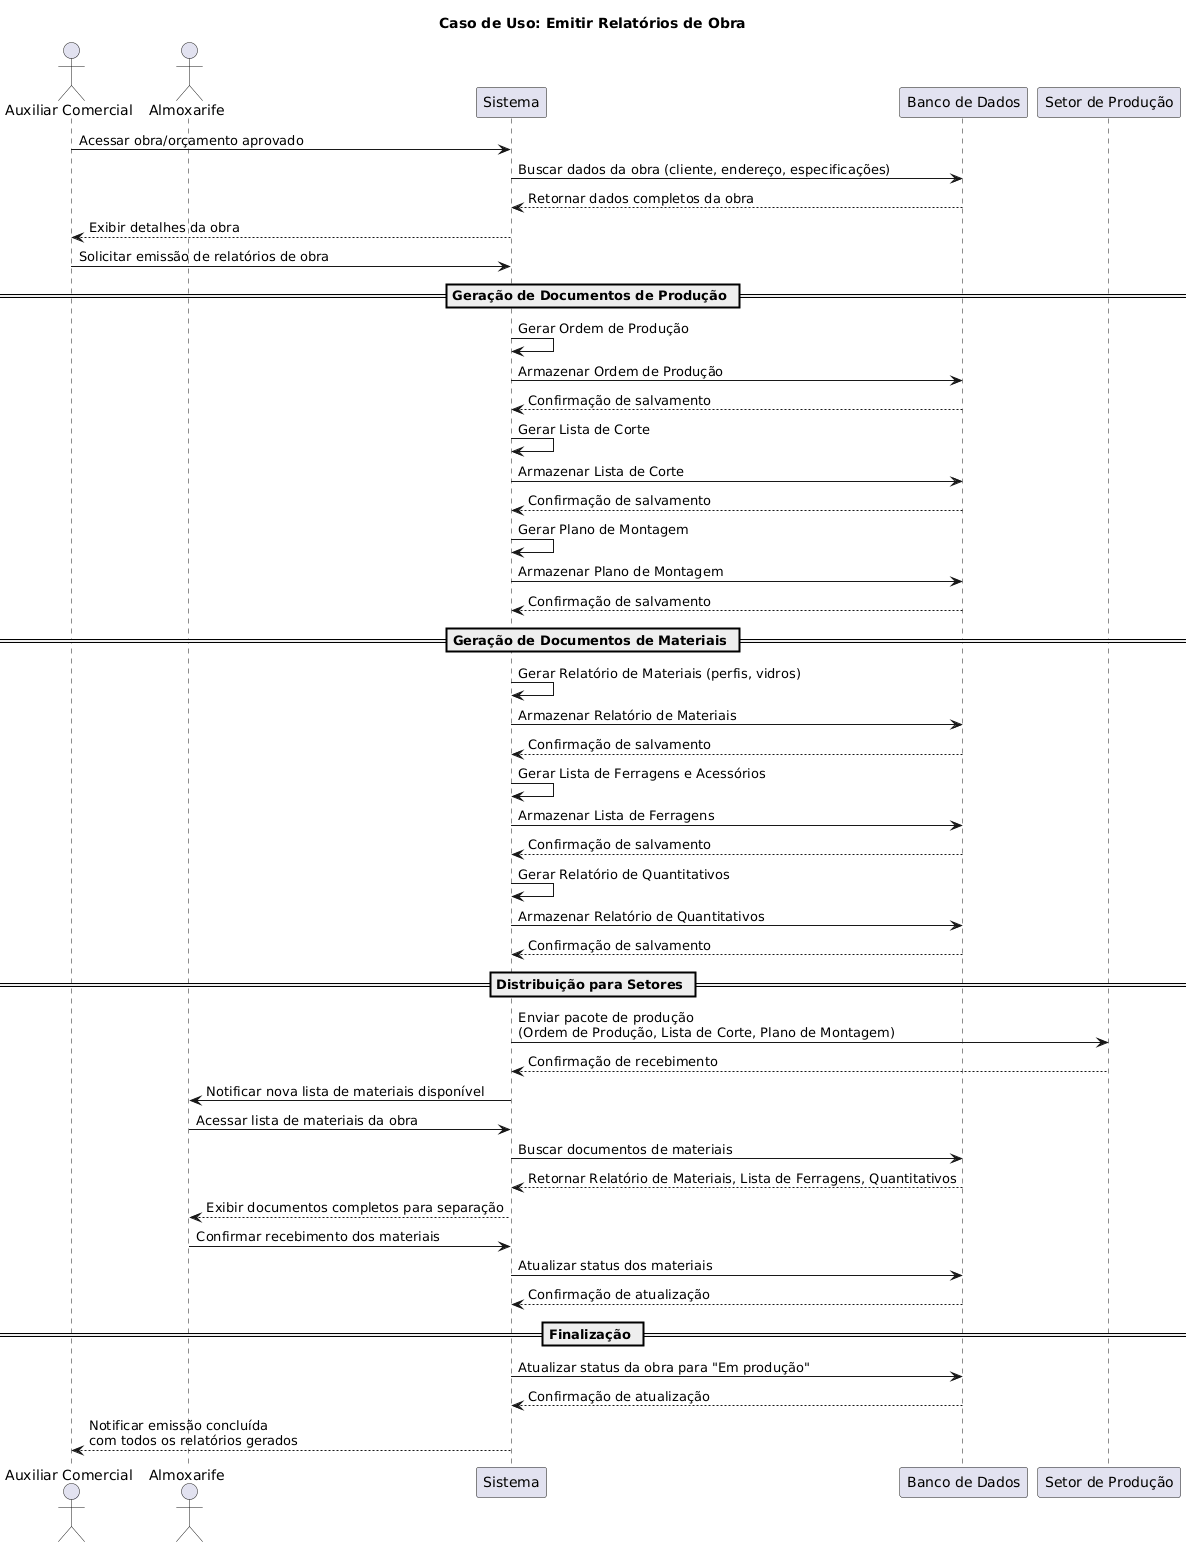 Caso de Uso: Emitir Relatórios de Obra
Auxiliar Comercial
Almoxarife
Sistema
Banco de Dados
Setor de Produção
Acessar obra/orçamento aprovado
Buscar dados da obra (cliente, endereço, especificações)
Retornar dados completos da obra
Exibir detalhes da obra
Solicitar emissão de relatórios de obra
Geração de Documentos de Produção
Gerar Ordem de Produção
Armazenar Ordem de Produção
Confirmação de salvamento
Gerar Lista de Corte
Armazenar Lista de Corte
Confirmação de salvamento
Gerar Plano de Montagem
Armazenar Plano de Montagem
Confirmação de salvamento
Geração de Documentos de Materiais
Gerar Relatório de Materiais (perfis, vidros)
Armazenar Relatório de Materiais
Confirmação de salvamento
Gerar Lista de Ferragens e Acessórios
Armazenar Lista de Ferragens
Confirmação de salvamento
Gerar Relatório de Quantitativos
Armazenar Relatório de Quantitativos
Confirmação de salvamento
Distribuição para Setores
Enviar pacote de produção
(Ordem de Produção, Lista de Corte, Plano de Montagem)
Confirmação de recebimento
Notificar nova lista de materiais disponível
Acessar lista de materiais da obra
Buscar documentos de materiais
Retornar Relatório de Materiais, Lista de Ferragens, Quantitativos
Exibir documentos completos para separação
Confirmar recebimento dos materiais
Atualizar status dos materiais
Confirmação de atualização
Finalização
Atualizar status da obra para "Em produção"
Confirmação de atualização
Notificar emissão concluída
com todos os relatórios gerados
Auxiliar Comercial
Almoxarife
Sistema
Banco de Dados
Setor de Produção